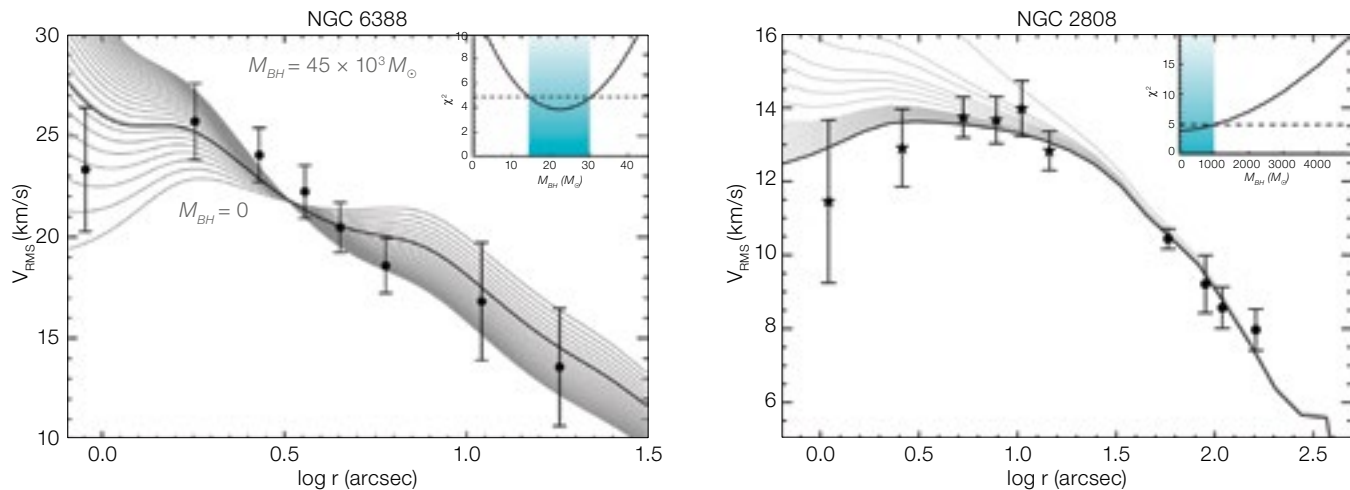 NGC 6388
30
25
20
15
10
V_RMS (km/s)
M_BH = 45 × 10³ M_⊙
M_BH = 0
10
8
6
4
2
0
χ²
0 10 20 30 40
M_BH (M_⊙)
0.0 0.5 1.0 1.5
log r (arcsec)
NGC 2808
16
14
12
10
8
6
V_RMS (km/s)
15
10
5
0
χ²
0 1000 2000 3000 4000
M_BH (M_⊙)
0.0 0.5 1.0 1.5 2.0 2.5
log r (arcsec)